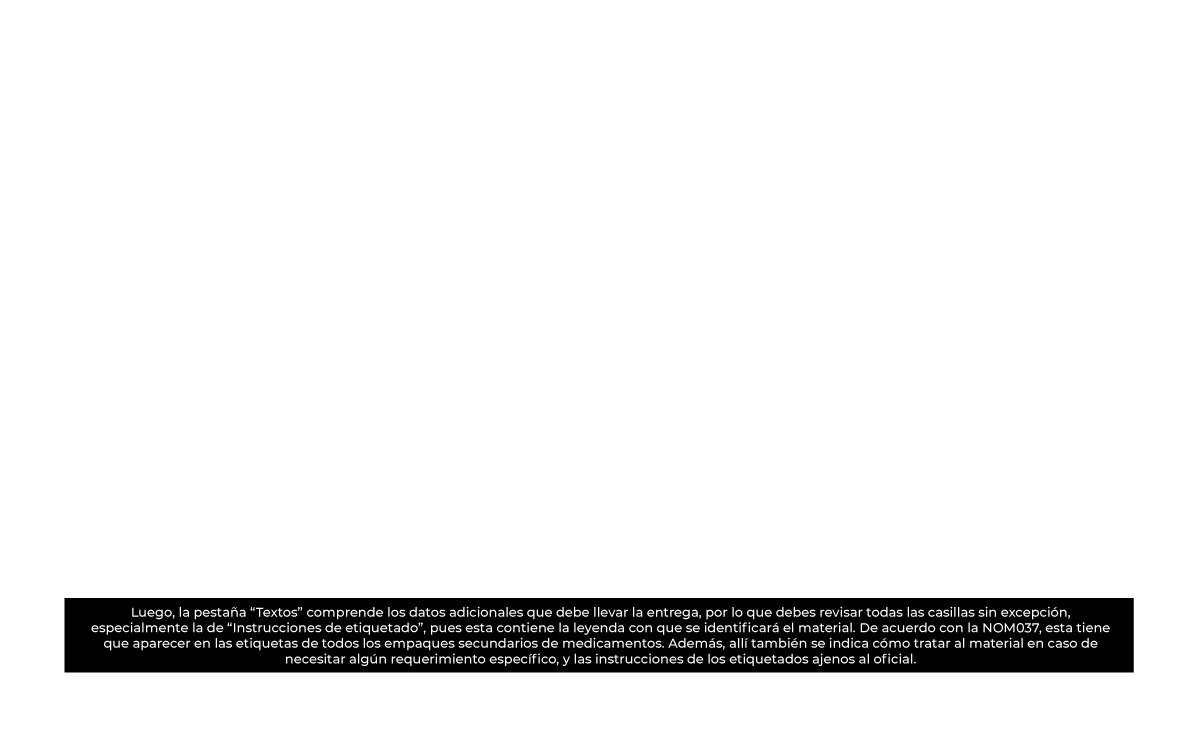 Luego, la pestaña “Textos” comprende los datos adicionales que debe llevar la entrega, por lo que debes revisar todas las casillas sin excepción,
especialmente la de “Instrucciones de etiquetado”, pues esta contiene la leyenda con que se identificará el material. De acuerdo con la NOM037, esta tiene
que aparecer en las etiquetas de todos los empaques secundarios de medicamentos. Además, allí también se indica cómo tratar al material en caso de
necesitar algún requerimiento específico, y las instrucciones de los etiquetados ajenos al oficial.